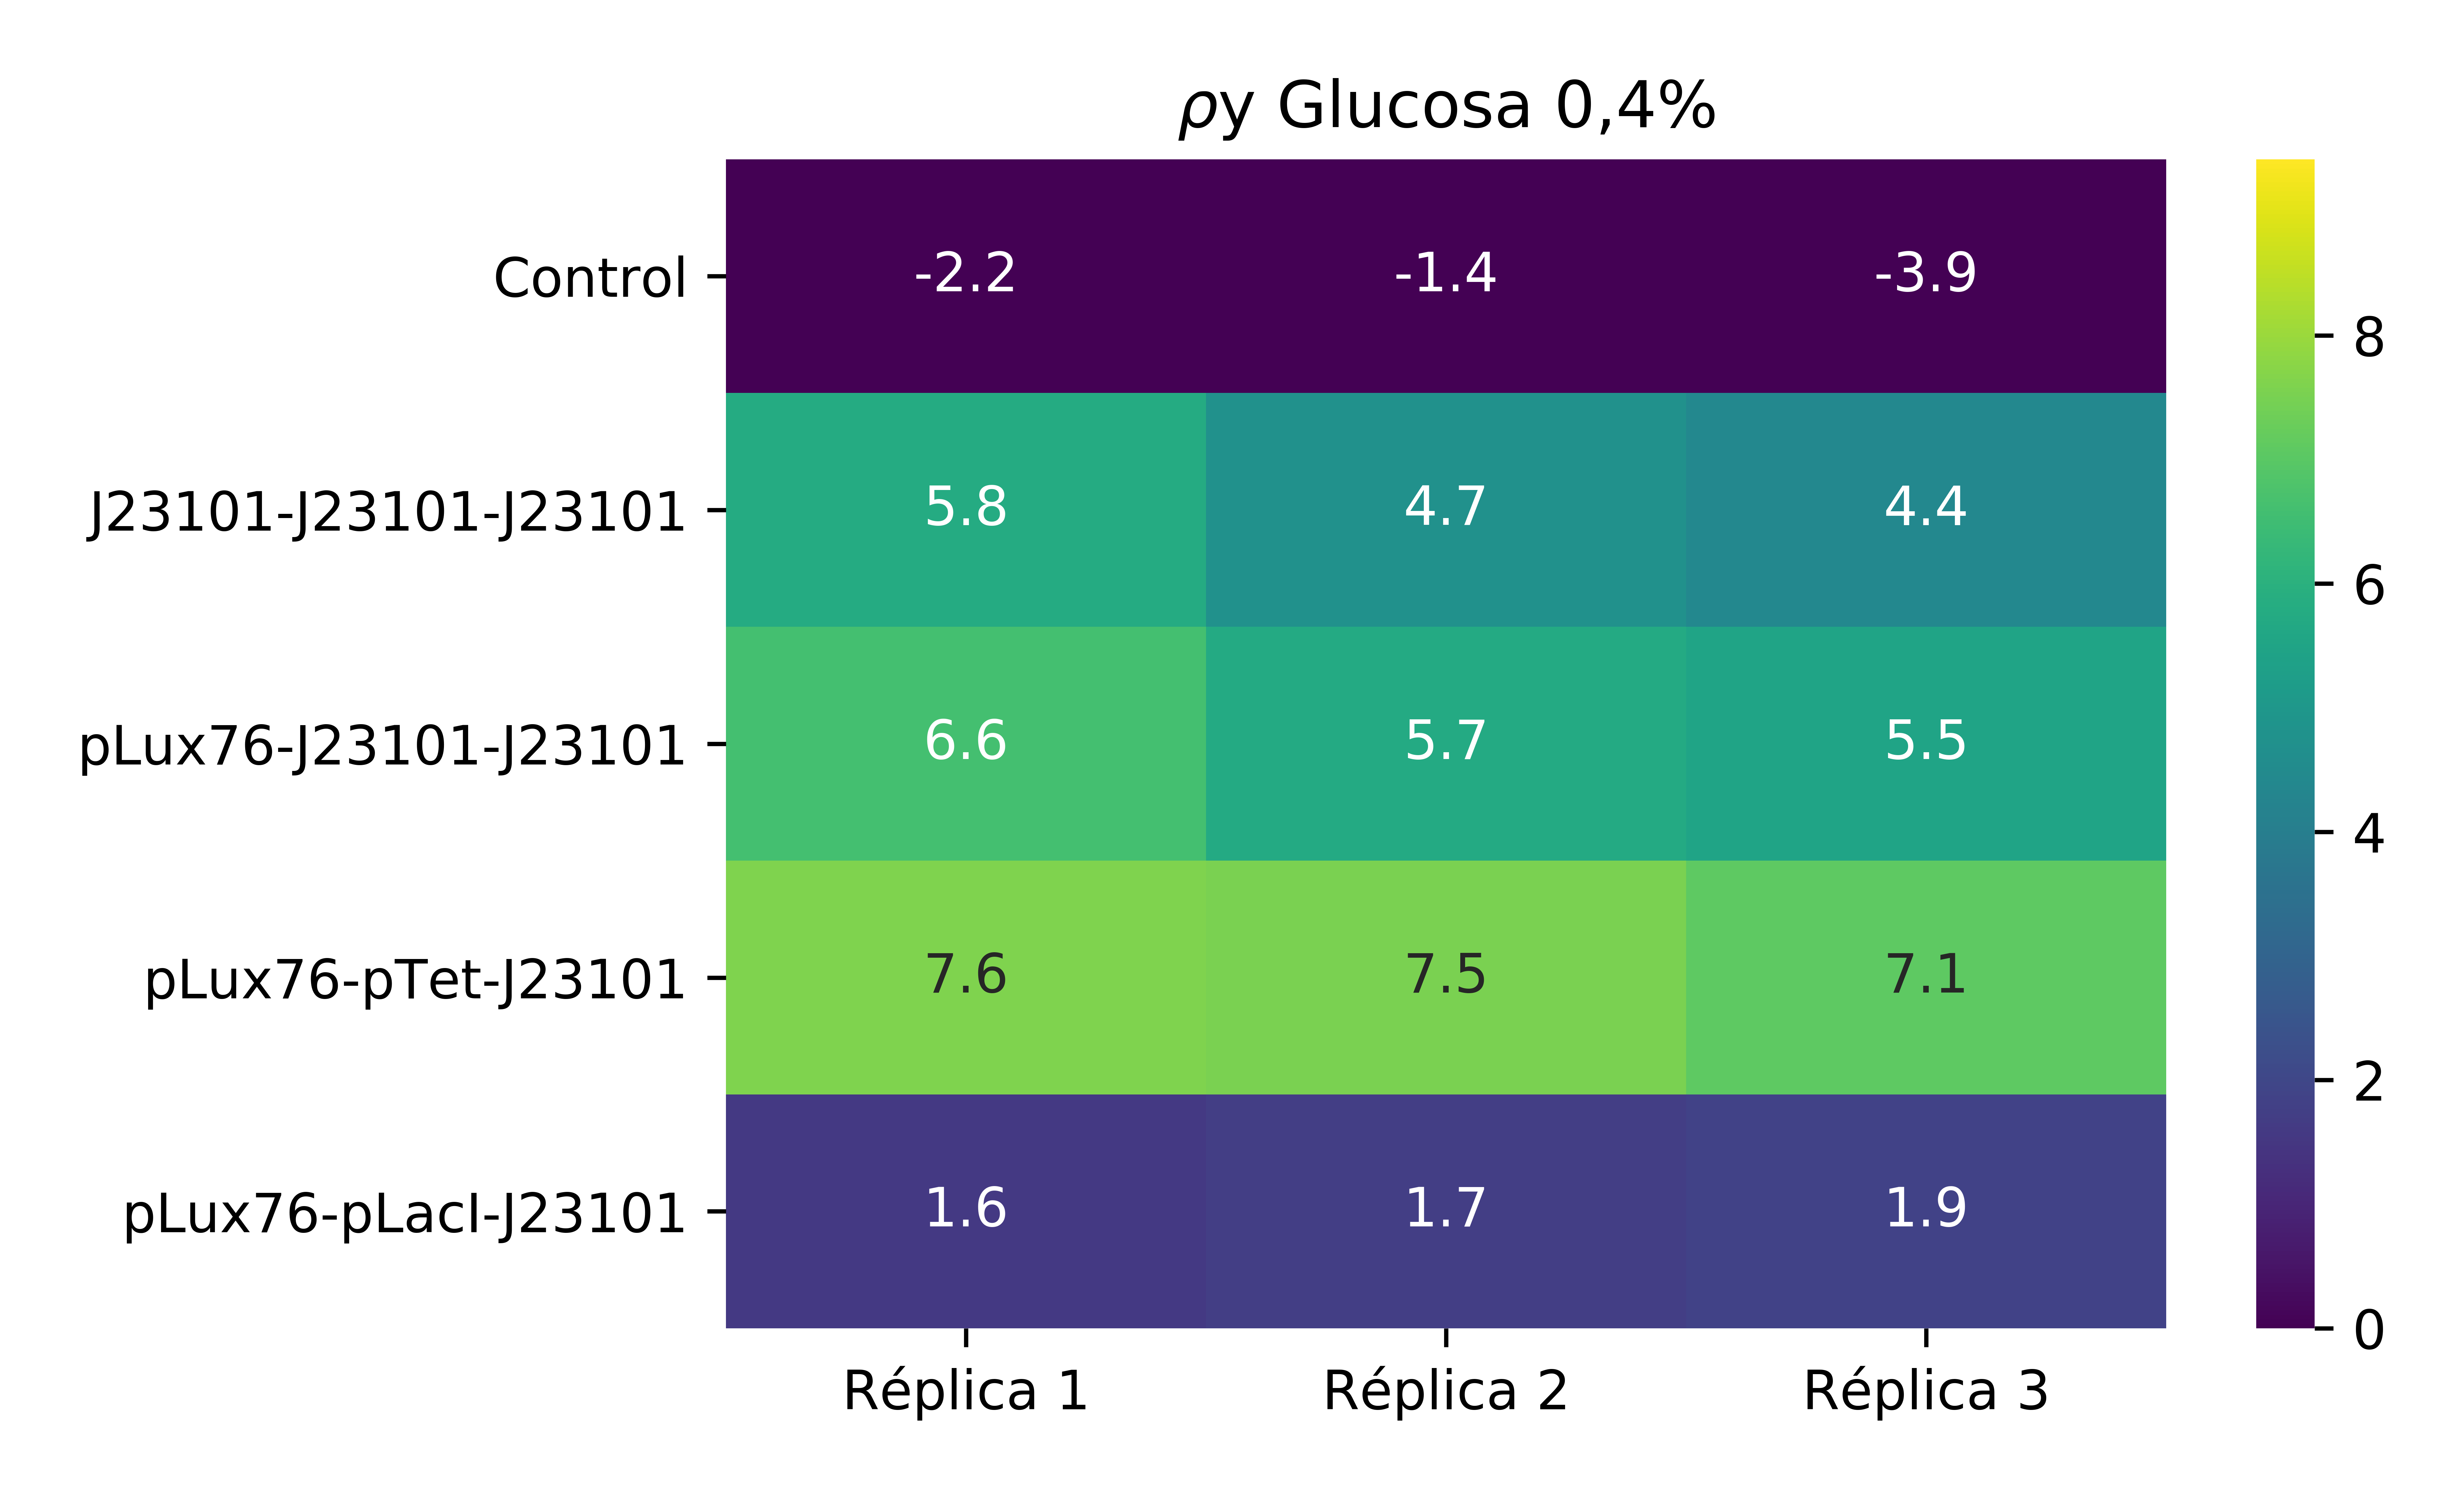 ρy Glucosa 0,4%
Control -2.2 -1.4 -3.9
J23101-J23101-J23101 5.8 4.7 4.4
pLux76-J23101-J23101 6.6 5.7 5.5
pLux76-pTet-J23101 7.6 7.5 7.1
pLux76-pLacI-J23101 1.6 1.7 1.9
Réplica 1 Réplica 2 Réplica 3
8
6
4
2
0